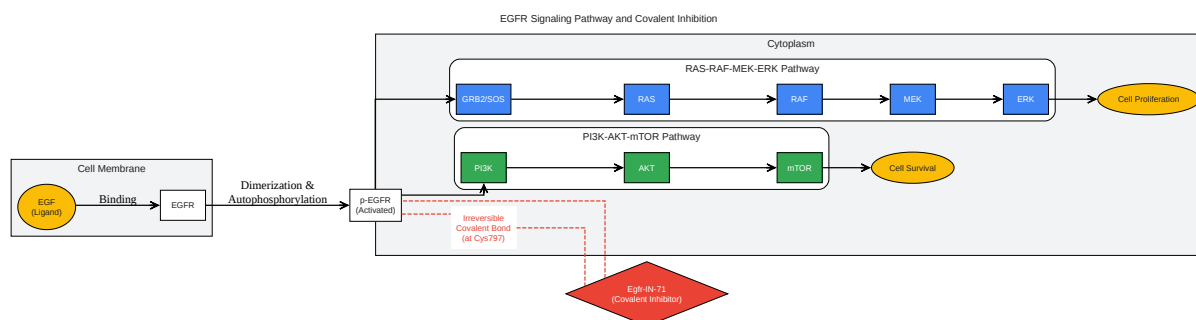 EGFR Signaling Pathway and Covalent Inhibition
Cytoplasm
RAS-RAF-MEK-ERK Pathway
GRB2/SOS
RAS
RAF
MEK
ERK
Cell Proliferation
PI3K-AKT-mTOR Pathway
PI3K
AKT
mTOR
Cell Survival
Cell Membrane
EGF
(Ligand)
Binding
EGFR
Dimerization &
Autophosphorylation
p-EGFR
(Activated)
Irreversible
Covalent Bond
(at Cys797)
Egfr-IN-71
(Covalent Inhibitor)